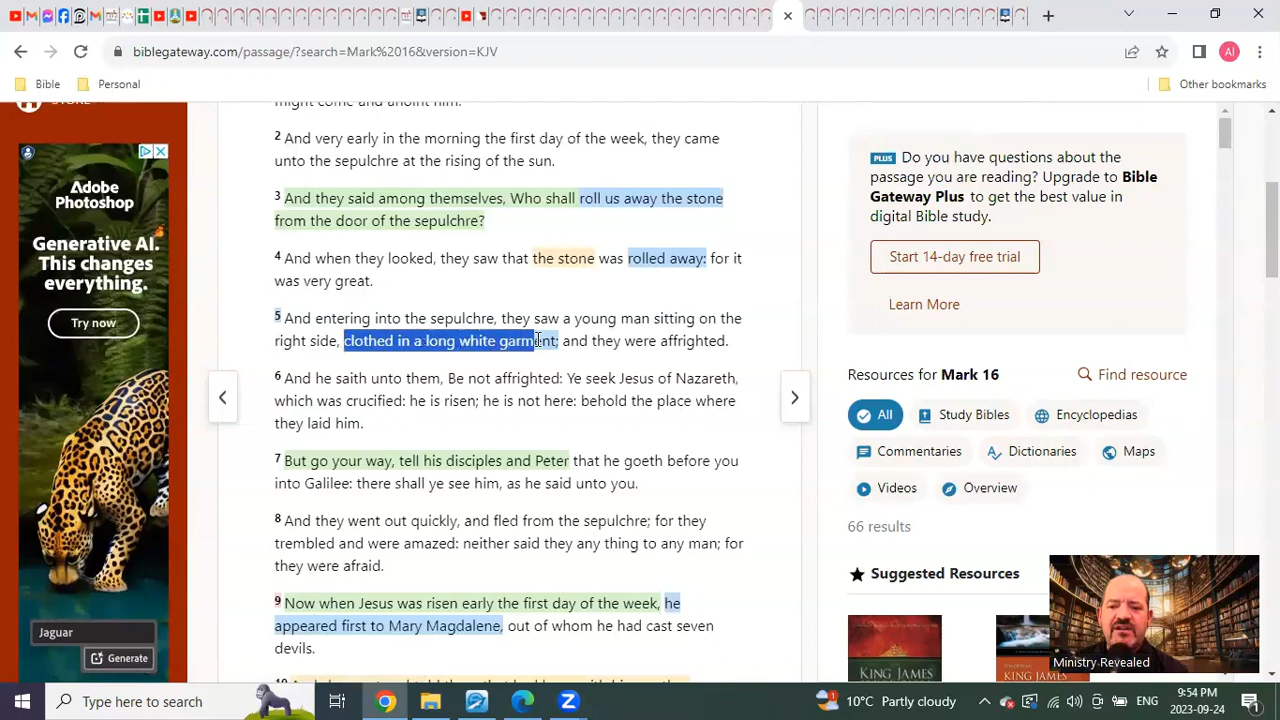 biblegateway.com/passage/?search=Mark%2016&version=KJV
AI
Bible
Personal
Other bookmarks
might come and anoint him.
2 And very early in the morning the first day of the week, they came
unto the sepulchre at the rising of the sun.
3 And they said among themselves, Who shall roll us away the stone
from the door of the sepulchre?
4 And when they looked, they saw that the stone was rolled away: for it
was very great.
5 And entering into the sepulchre, they saw a young man sitting on the
right side, clothed in a long white garment; and they were affrighted.
6 And he saith unto them, Be not affrighted: Ye seek Jesus of Nazareth,
which was crucified: he is risen; he is not here: behold the place where
they laid him.
7 But go your way, tell his disciples and Peter that he goeth before you
into Galilee: there shall ye see him, as he said unto you.
8 And they went out quickly, and fled from the sepulchre; for they
trembled and were amazed: neither said they any thing to any man; for
they were afraid.
9 Now when Jesus was risen early the first day of the week, he
appeared first to Mary Magdalene, out of whom he had cast seven
devils.
Adobe
Photoshop
Generative AI.
This changes
everything.
Try now
Jaguar
Generate
PLUS Do you have questions about the
passage you are reading? Upgrade to Bible
Gateway Plus to get the best value in
digital Bible study.
Start 14-day free trial
Learn More
Resources for Mark 16
Find resource
All
Study Bibles
Encyclopedias
Commentaries
Dictionaries
Maps
Videos
Overview
66 results
Suggested Resources
KING JAMES
KING JAMES
Ministry Revealed
Type here to search
1
10°C Partly cloudy
ENG
9:54 PM
2023-09-24
1